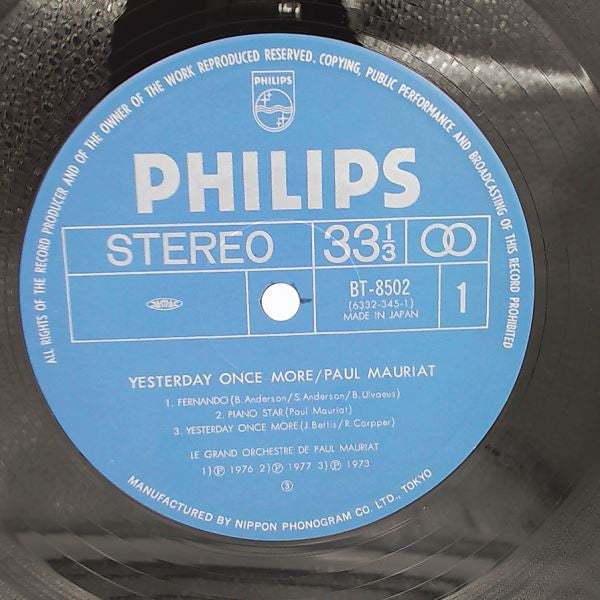 ALL RIGHTS OF THE RECORD PRODUCER AND OF THE OWNER OF THE WORK REPRODUCED RESERVED. COPYING, PUBLIC PERFORMANCE AND BROADCASTING OF THIS RECORD PROHIBITED
PHILIPS
PHILIPS
STEREO 33 1/3
BT-8502
(6332-345-1)
MADE IN JAPAN
1
YESTERDAY ONCE MORE/PAUL MAURIAT
1. FERNANDO (B. Anderson/S. Anderson/B. Ulvaeus)
2. PIANO STAR (Paul Mauriat)
3. YESTERDAY ONCE MORE (J. Bettis/R. Carpper)
LE GRAND ORCHESTRE DE PAUL MAURIAT
1) Ⓟ 1976 2) Ⓟ 1977 3) Ⓟ 1973
③
MANUFACTURED BY NIPPON PHONOGRAM CO. LTD., TOKYO